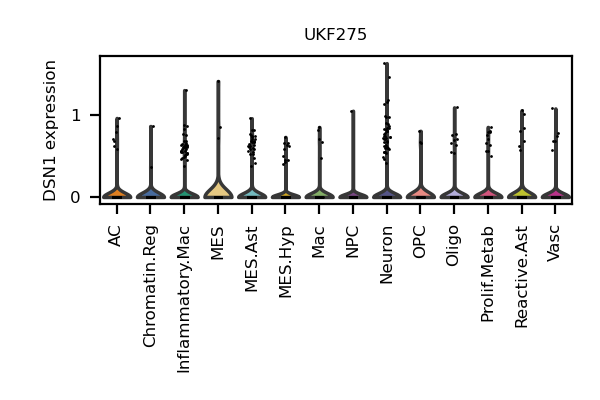 UKF275
DSN1 expression
1
0
AC
Chromatin.Reg
Inflammatory.Mac
MES
MES.Ast
MES.Hyp
Mac
NPC
Neuron
OPC
Oligo
Prolif.Metab
Reactive.Ast
Vasc